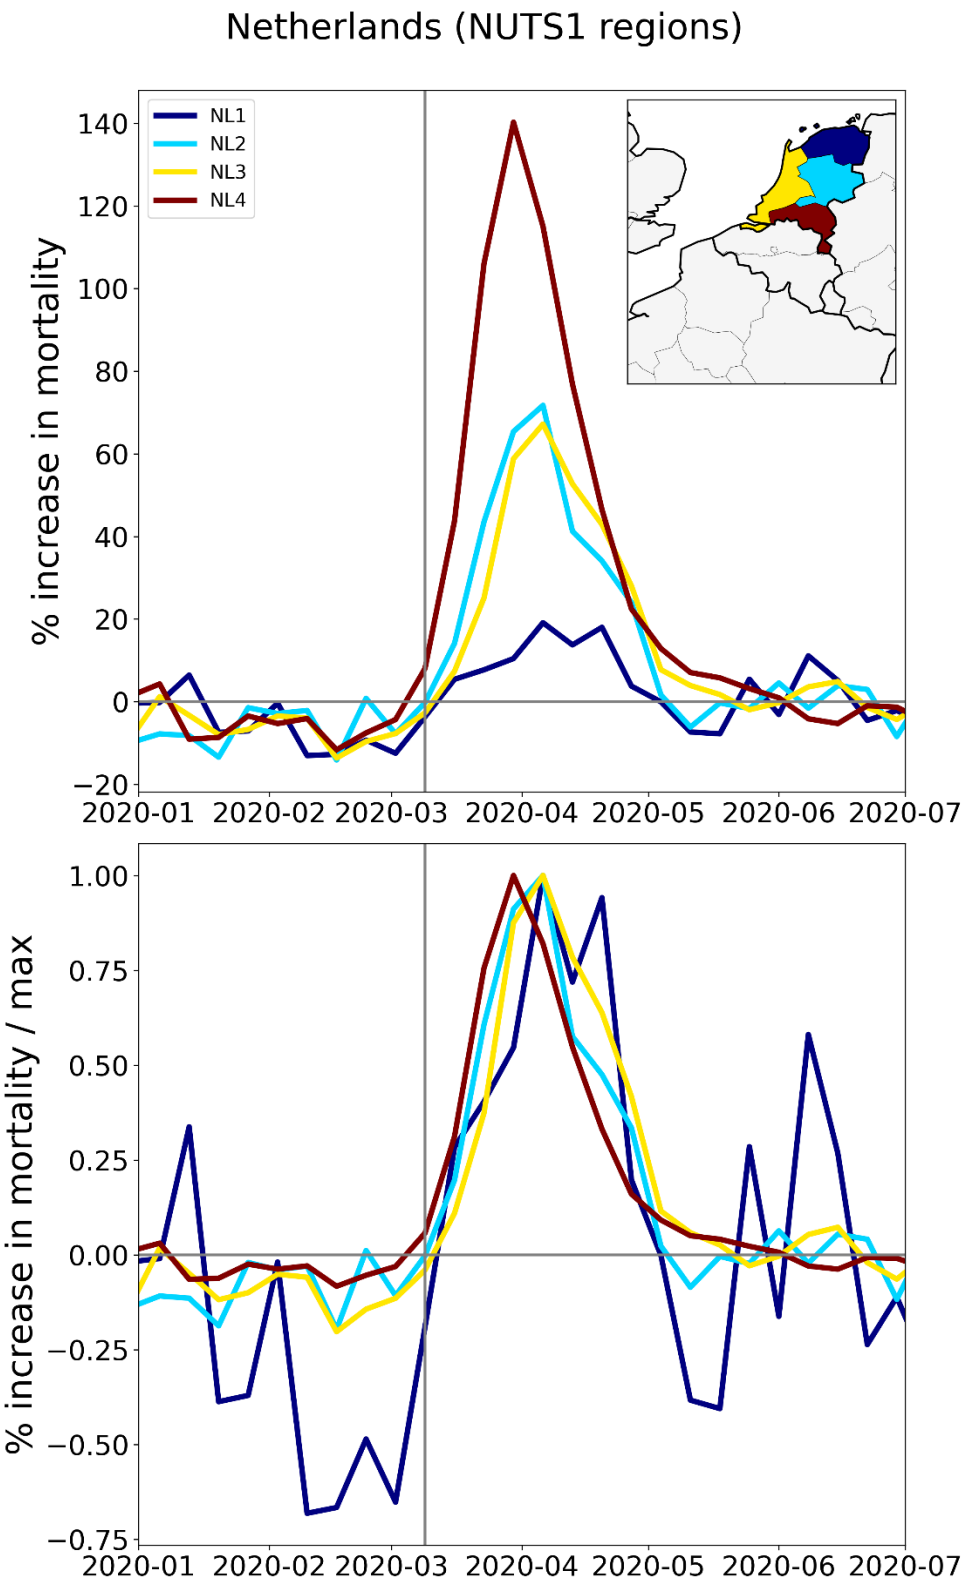 Netherlands (NUTS1 regions)
NL1
NL2
NL3
NL4
% increase in mortality
140
120
100
80
60
40
20
0
−20
2020-01 2020-02 2020-03 2020-04 2020-05 2020-06 2020-07
% increase in mortality / max
1.00
0.75
0.50
0.25
0.00
−0.25
−0.50
−0.75
2020-01 2020-02 2020-03 2020-04 2020-05 2020-06 2020-07